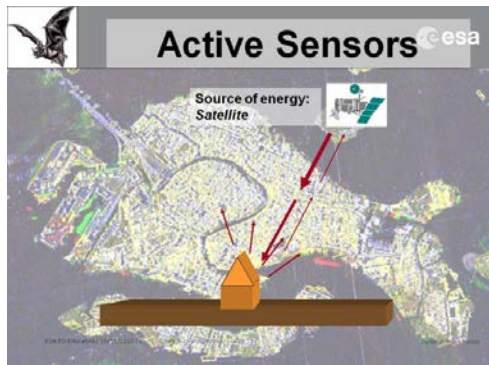 Active Sensors
esa
Source of energy:
Satellite